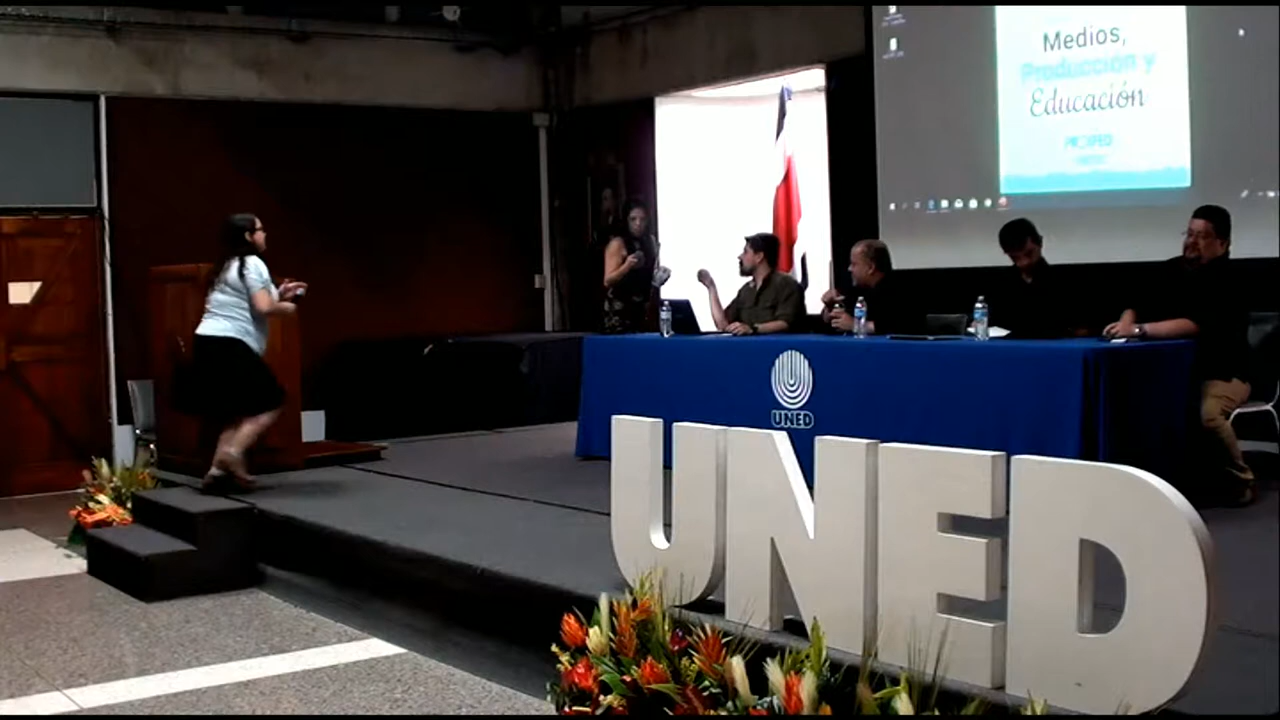 Medios,
Producción y
Educación
UNED
UNED